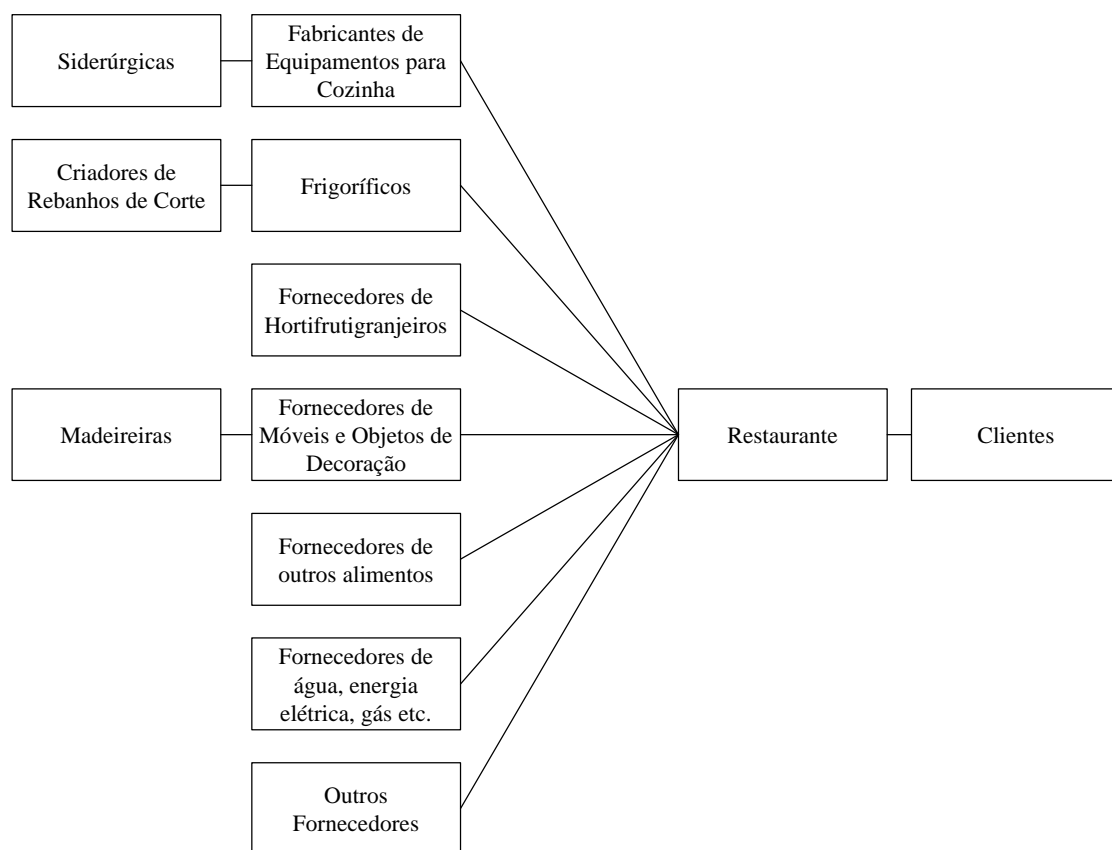 Siderúrgicas
Fabricantes de
Equipamentos para
Cozinha
Criadores de
Rebanhos de Corte
Frigoríficos
Fornecedores de
Hortifrutigranjeiros
Madeireiras
Fornecedores de
Móveis e Objetos de
Decoração
Restaurante
Clientes
Fornecedores de
outros alimentos
Fornecedores de
água, energia
elétrica, gás etc.
Outros
Fornecedores